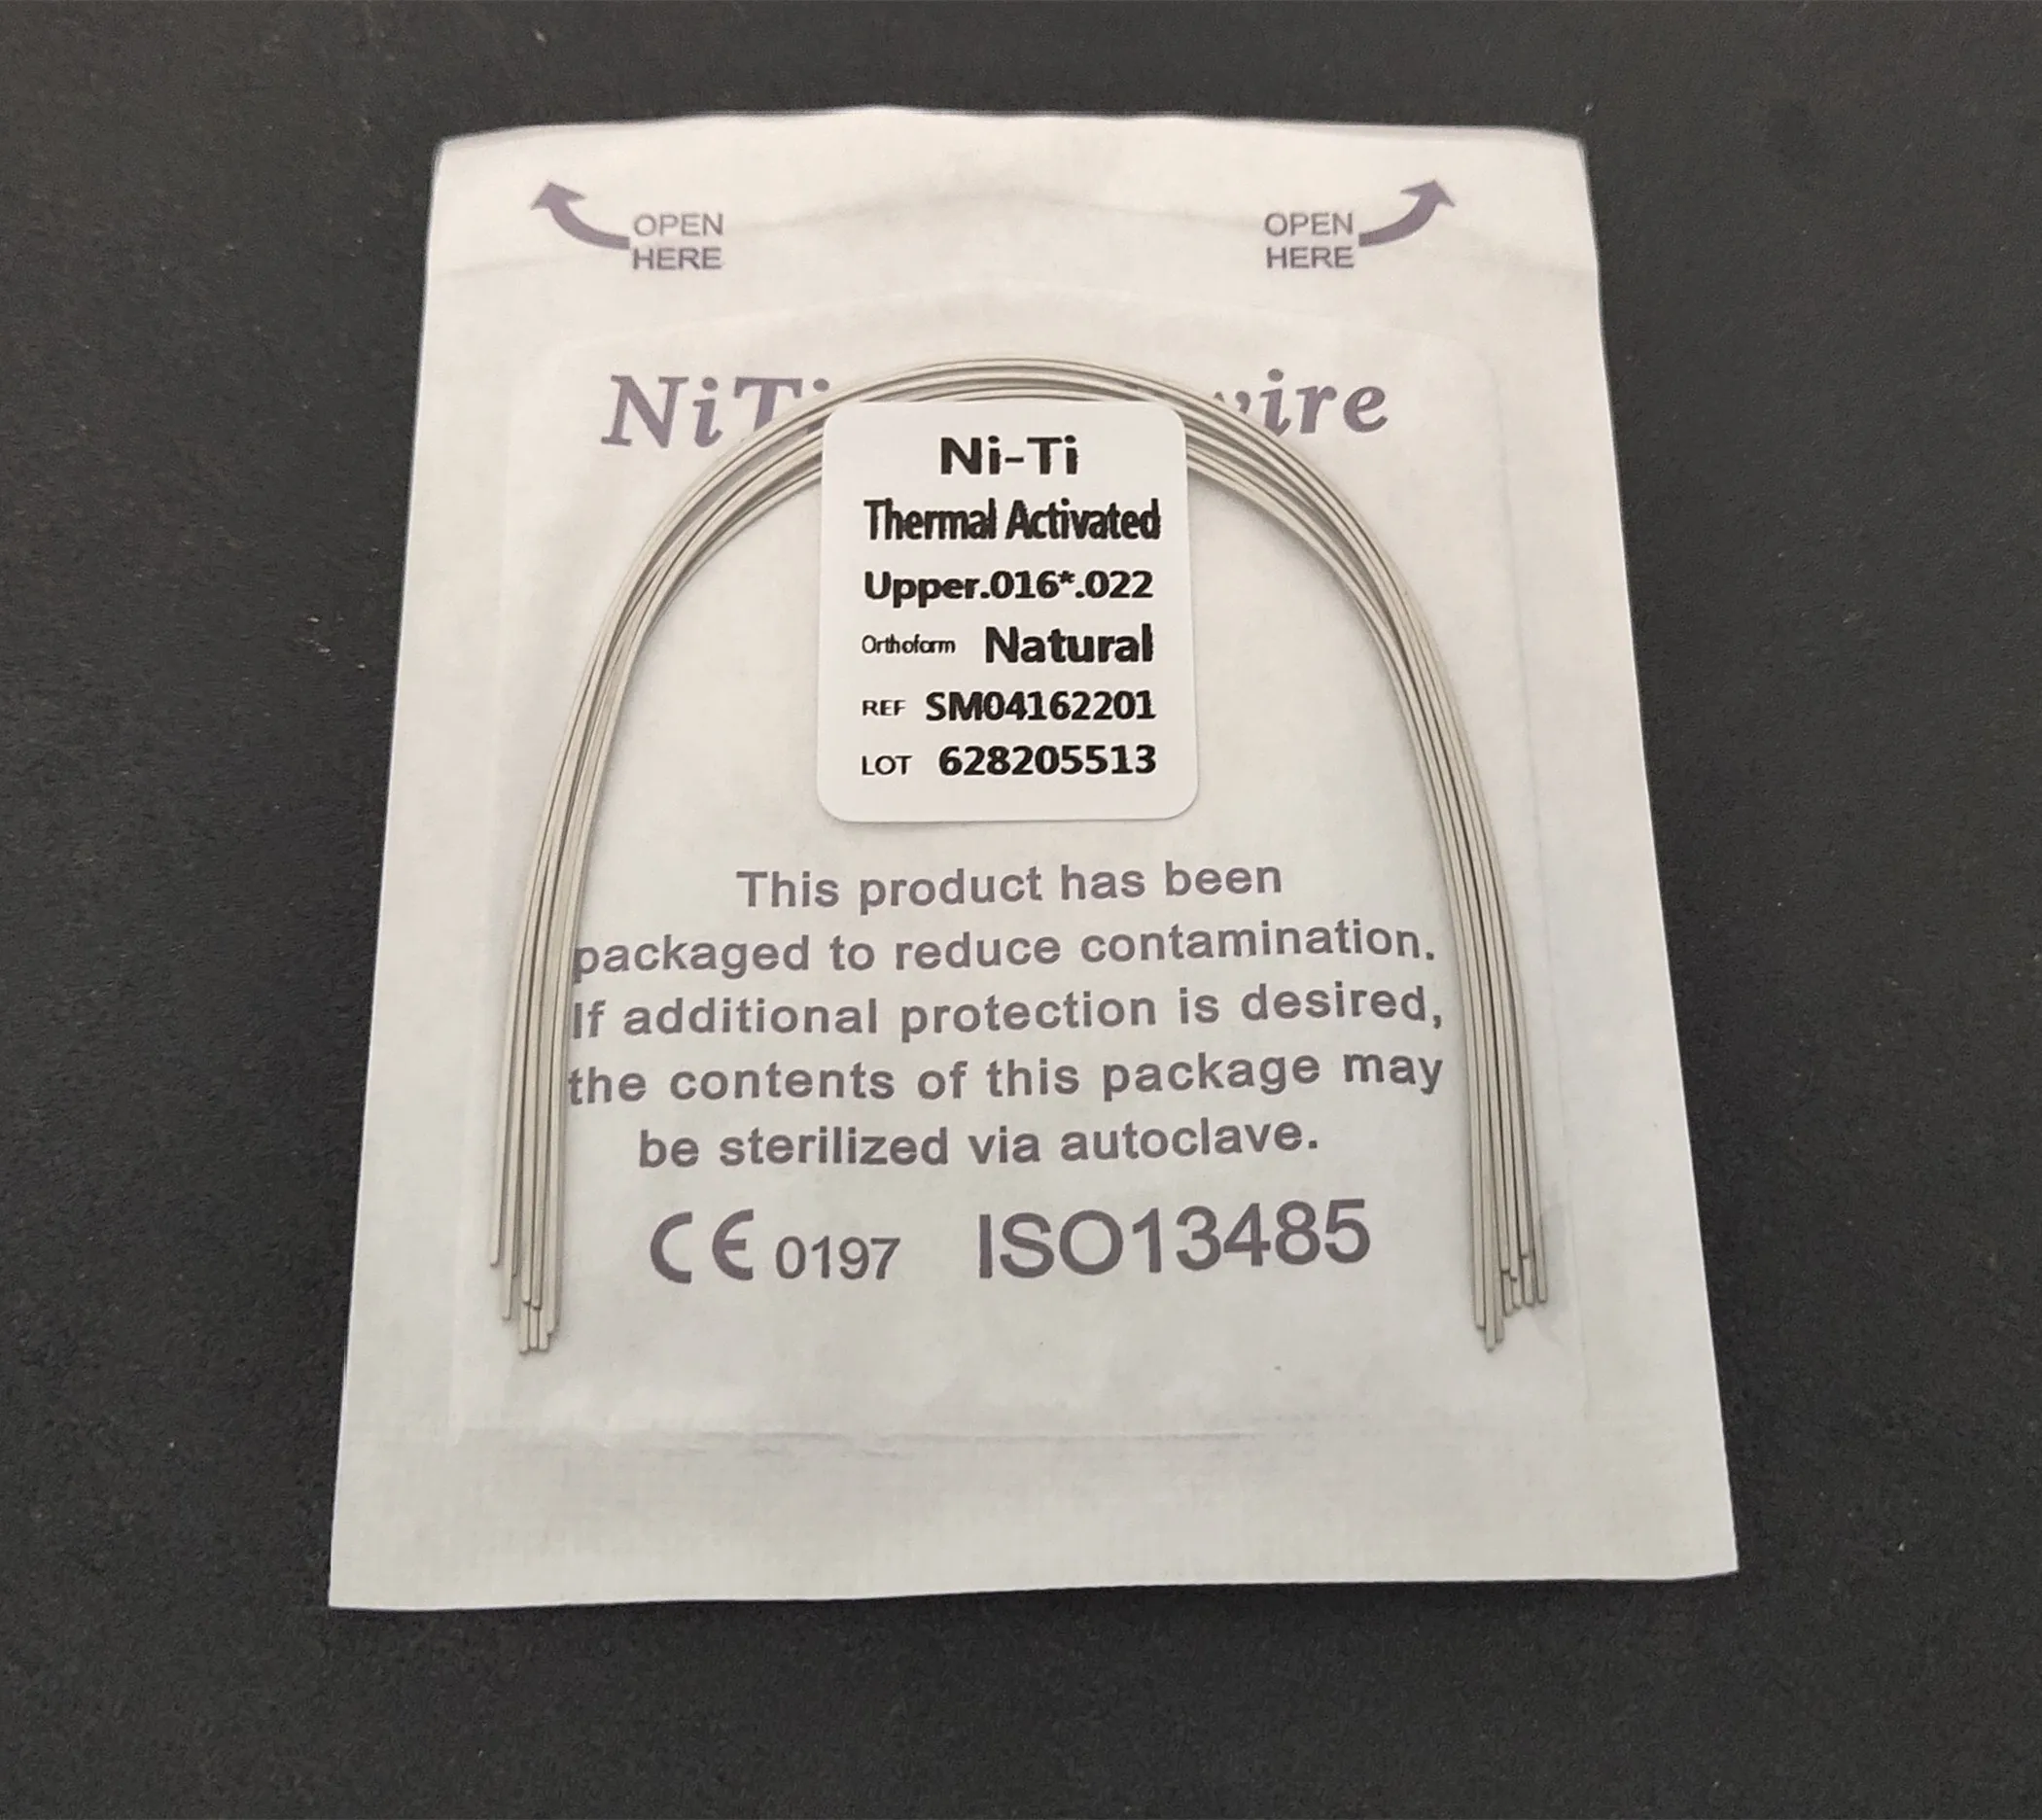 OPEN HERE
OPEN HERE
NiTi wire
Ni-Ti
Thermal Activated
Upper.016*.022
Orthoform Natural
REF SM04162201
LOT 628205513
This product has been
packaged to reduce contamination.
If additional protection is desired,
the contents of this package may
be sterilized via autoclave.
CE 0197 ISO13485